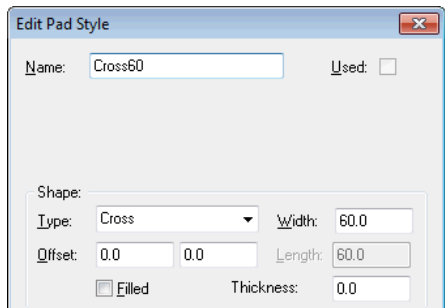 Edit Pad Style
Name: Cross60 Used:
Shape:
Type: Cross Width: 60.0
Offset: 0.0 0.0 Length: 60.0
Filled Thickness: 0.0